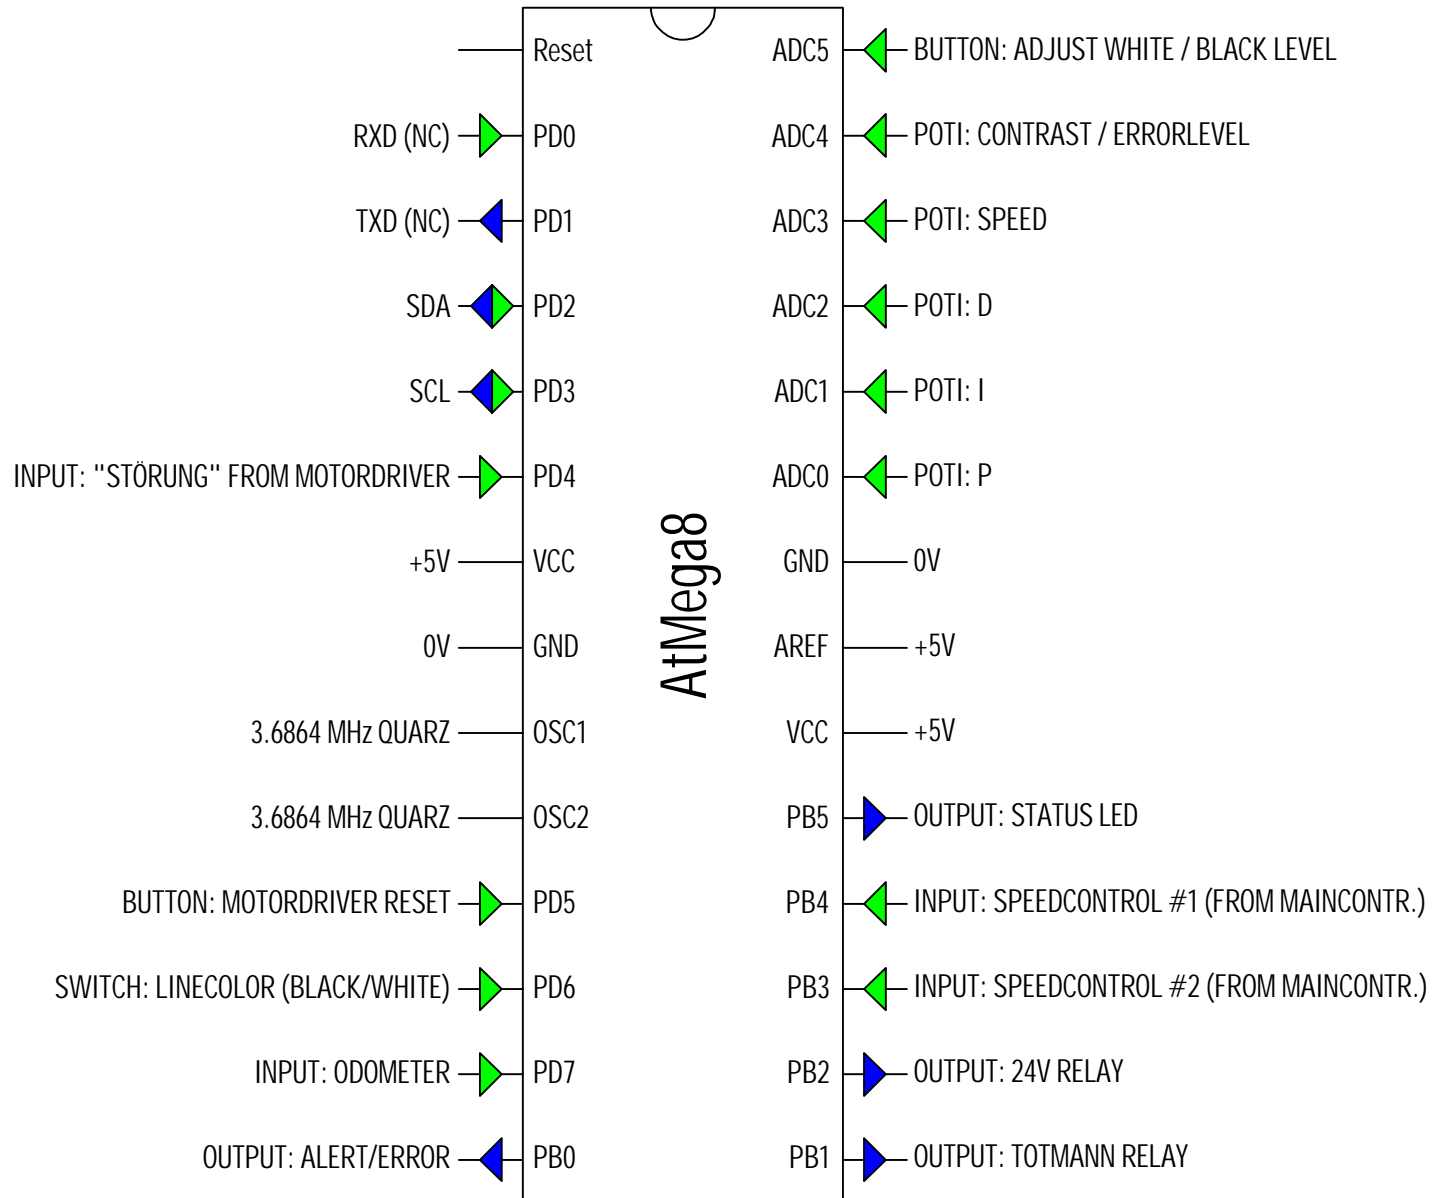 Reset ADC5 BUTTON: ADJUST WHITE / BLACK LEVEL
RXD (NC) PD0 ADC4 POTI: CONTRAST / ERRORLEVEL
TXD (NC) PD1 ADC3 POTI: SPEED
SDA PD2 ADC2 POTI: D
SCL PD3 ADC1 POTI: I
INPUT: "STÖRUNG" FROM MOTORDRIVER PD4 ADC0 POTI: P
+5V VCC GND 0V
0V GND AREF +5V
3.6864 MHz QUARZ OSC1 VCC +5V
3.6864 MHz QUARZ OSC2 PB5 OUTPUT: STATUS LED
BUTTON: MOTORDRIVER RESET PD5 PB4 INPUT: SPEEDCONTROL #1 (FROM MAINCONTR.)
SWITCH: LINECOLOR (BLACK/WHITE) PD6 PB3 INPUT: SPEEDCONTROL #2 (FROM MAINCONTR.)
INPUT: ODOMETER PD7 PB2 OUTPUT: 24V RELAY
OUTPUT: ALERT/ERROR PB0 PB1 OUTPUT: TOTMANN RELAY
AtMega8